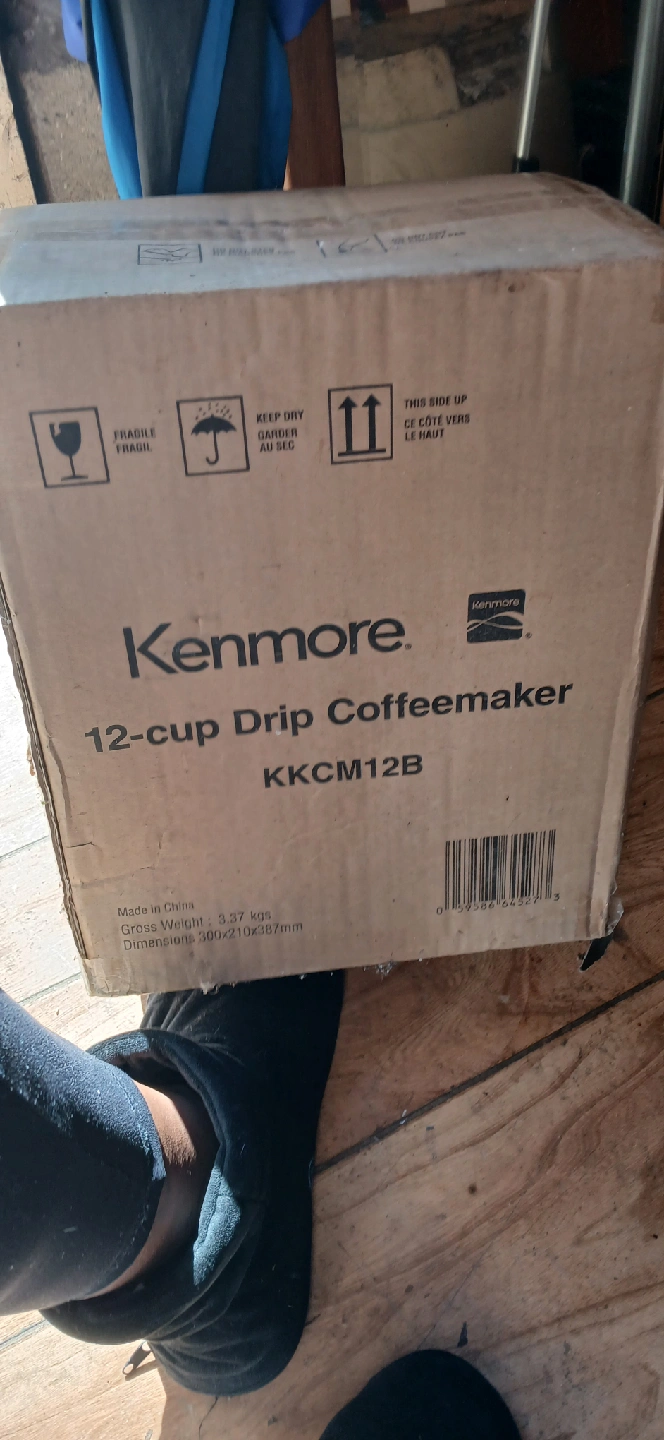 FRAGILE
FRAGIL
KEEP DRY
GARDER
AU SEC
THIS SIDE UP
CE CÔTÉ VERS
LE HAUT
Kenmore
Kenmore
12-cup Drip Coffeemaker
KKCM12B
Made in China
Gross Weight : 3.37 kgs
Dimensions 300x210x387mm